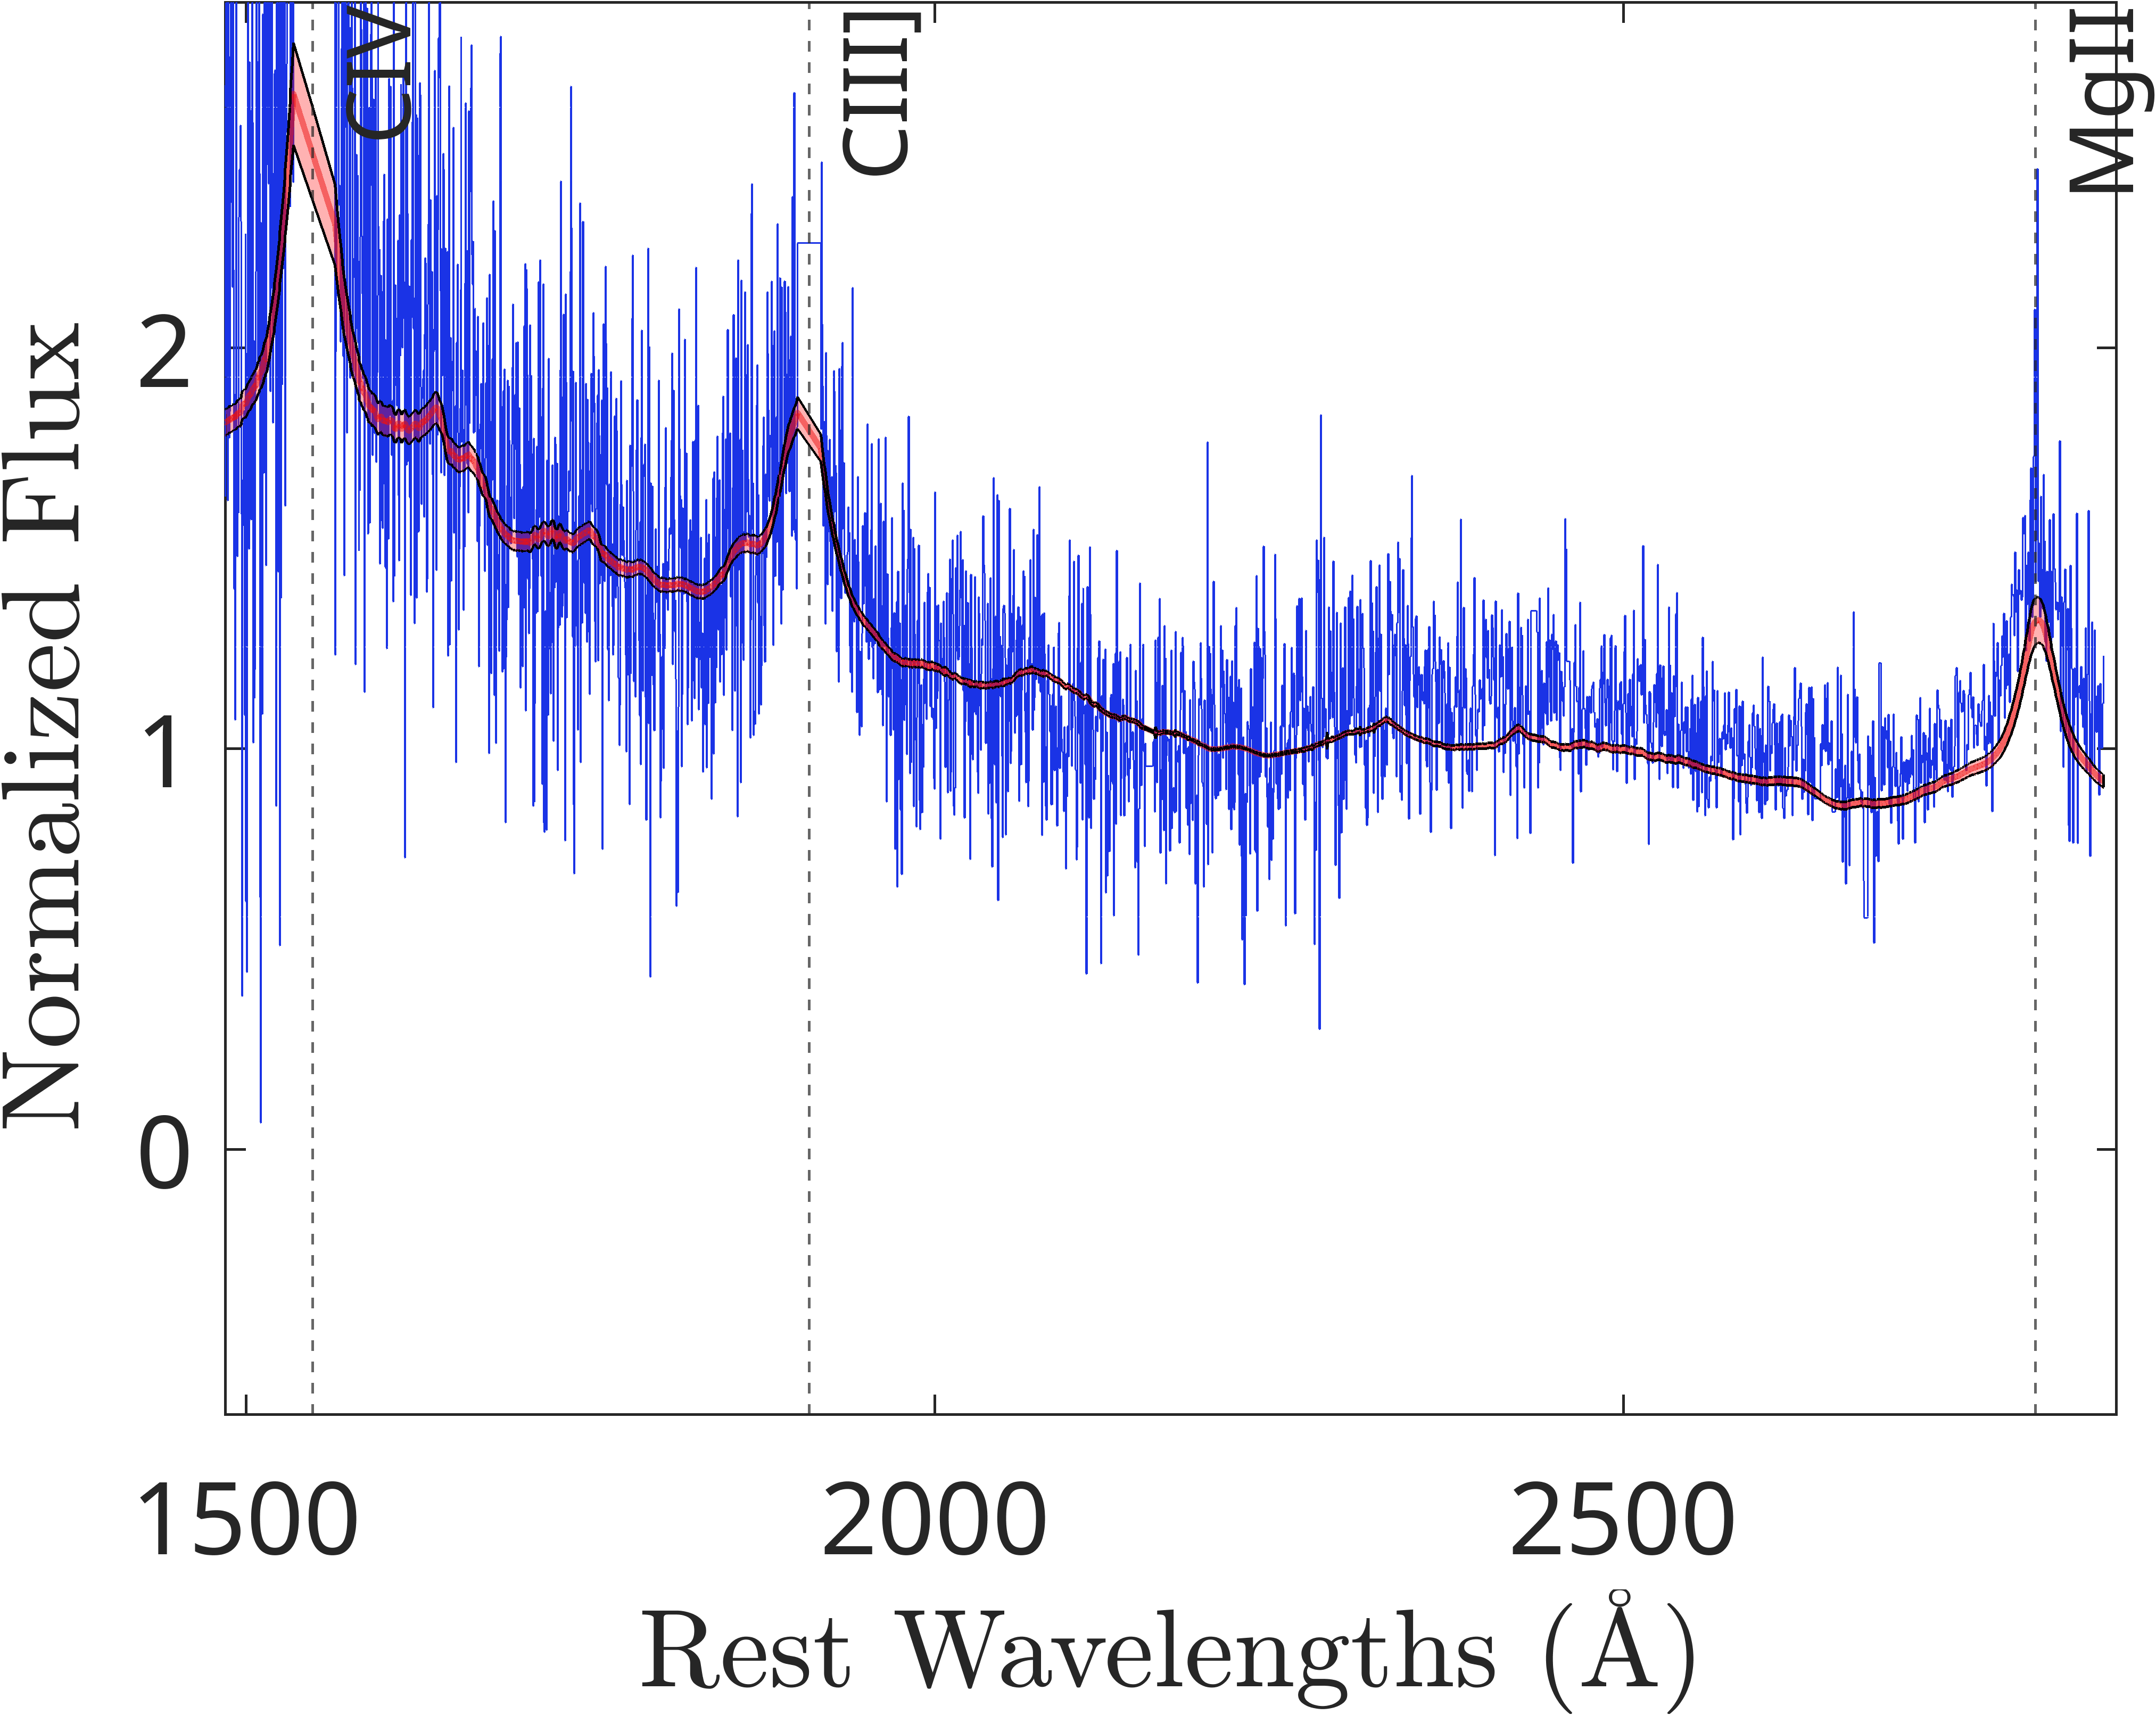 CIV
CIII]
MgII
Normalized Flux
2
1
0
1500 2000 2500
Rest Wavelengths (Å)